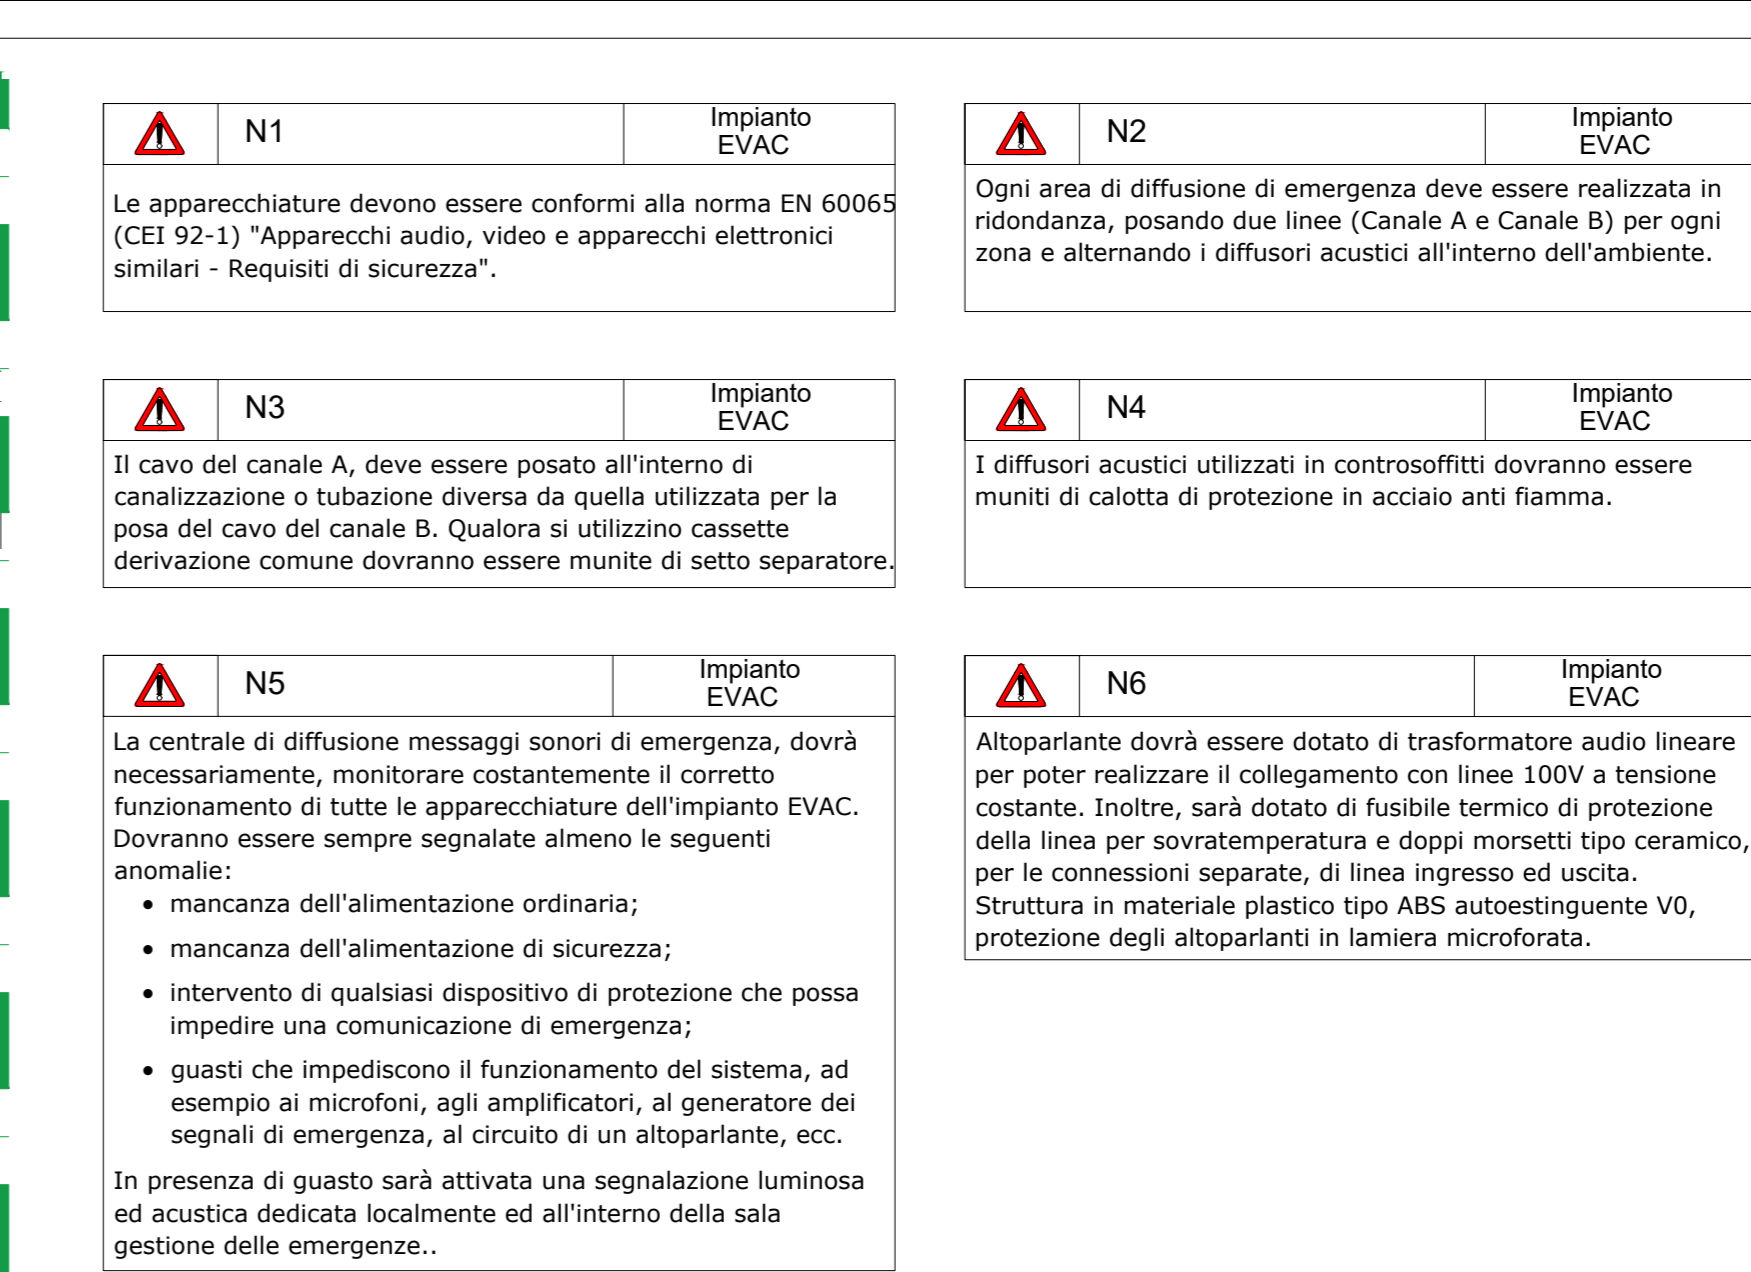 N1
Impianto
EVAC
Le apparecchiature devono essere conformi alla norma EN 60065
(CEI 92-1) "Apparecchi audio, video e apparecchi elettronici
similari - Requisiti di sicurezza".
N2
Impianto
EVAC
Ogni area di diffusione di emergenza deve essere realizzata in
ridondanza, posando due linee (Canale A e Canale B) per ogni
zona e alternando i diffusori acustici all'interno dell'ambiente.
N3
Impianto
EVAC
Il cavo del canale A, deve essere posato all'interno di
canalizzazione o tubazione diversa da quella utilizzata per la
posa del cavo del canale B. Qualora si utilizzino cassette
derivazione comune dovranno essere munite di setto separatore.
N4
Impianto
EVAC
I diffusori acustici utilizzati in controsoffitti dovranno essere
muniti di calotta di protezione in acciaio anti fiamma.
N5
Impianto
EVAC
La centrale di diffusione messaggi sonori di emergenza, dovrà
necessariamente, monitorare costantemente il corretto
funzionamento di tutte le apparecchiature dell'impianto EVAC.
Dovranno essere sempre segnalate almeno le seguenti
anomalie:
• mancanza dell'alimentazione ordinaria;
• mancanza dell'alimentazione di sicurezza;
• intervento di qualsiasi dispositivo di protezione che possa
impedire una comunicazione di emergenza;
• guasti che impediscono il funzionamento del sistema, ad
esempio ai microfoni, agli amplificatori, al generatore dei
segnali di emergenza, al circuito di un altoparlante, ecc.
In presenza di guasto sarà attivata una segnalazione luminosa
ed acustica dedicata localmente ed all'interno della sala
gestione delle emergenze..
N6
Impianto
EVAC
Altoparlante dovrà essere dotato di trasformatore audio lineare
per poter realizzare il collegamento con linee 100V a tensione
costante. Inoltre, sarà dotato di fusibile termico di protezione
della linea per sovratemperatura e doppi morsetti tipo ceramico,
per le connessioni separate, di linea ingresso ed uscita.
Struttura in materiale plastico tipo ABS autoestinguente V0,
protezione degli altoparlanti in lamiera microforata.